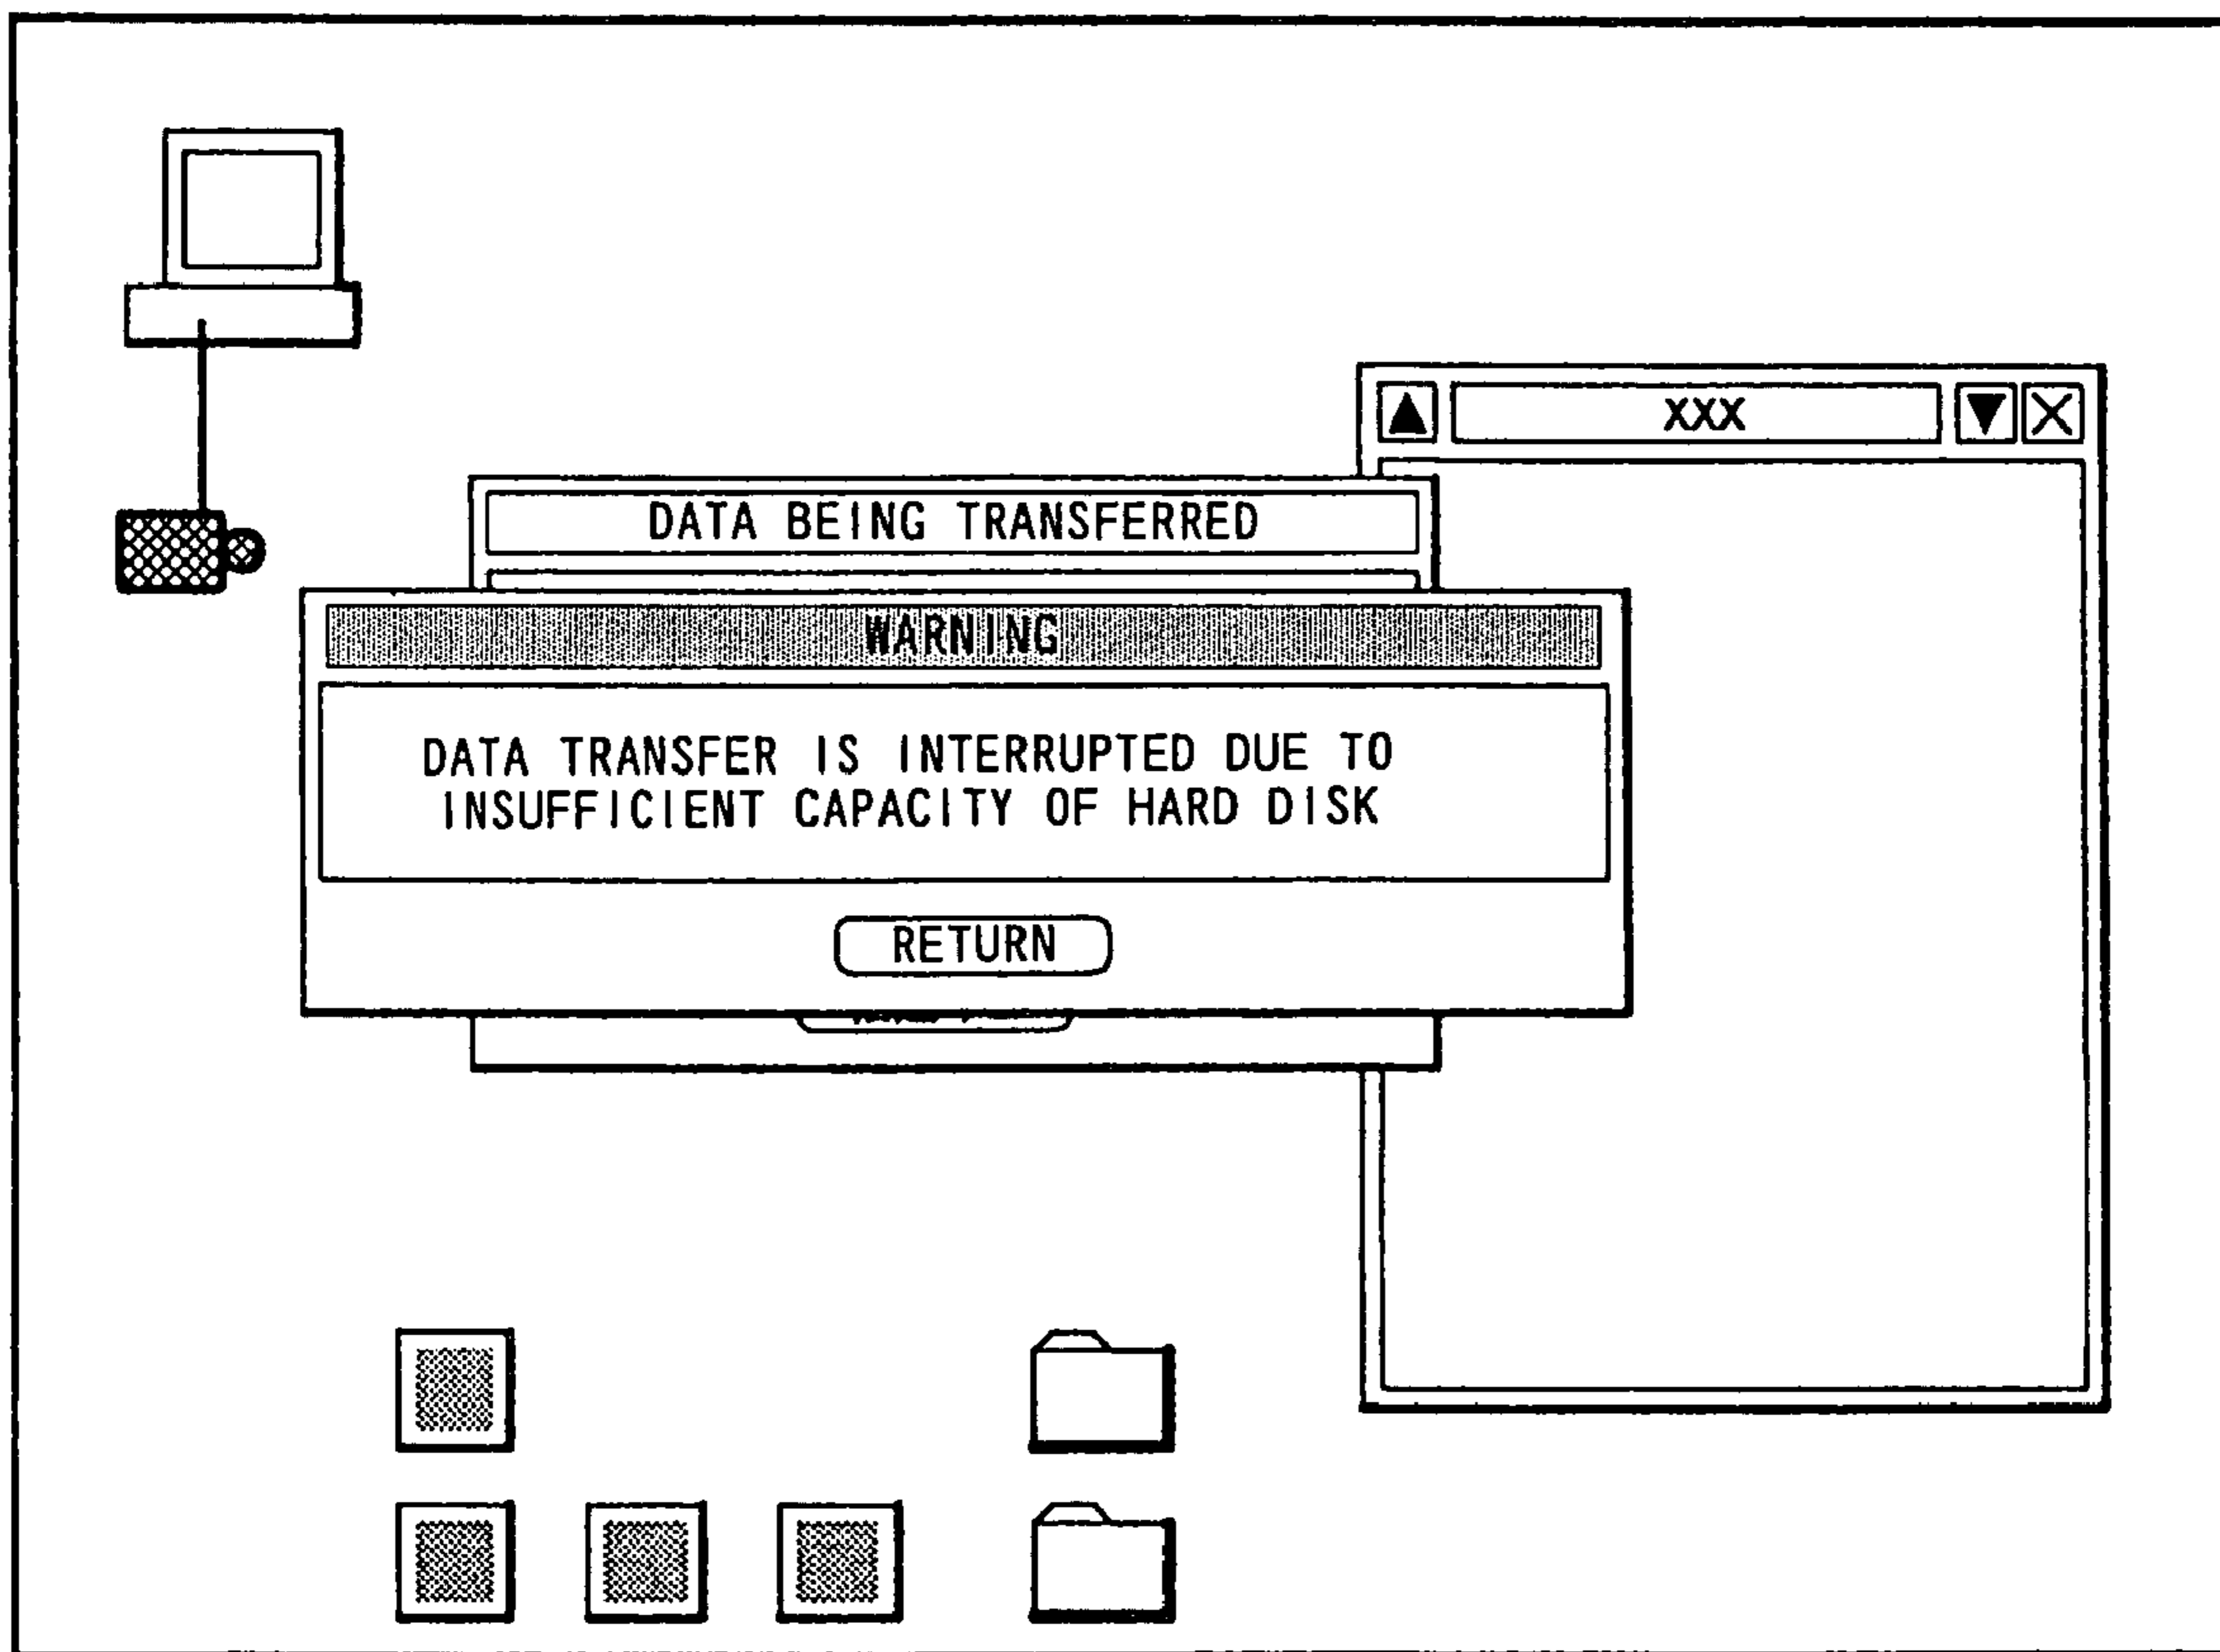 XXX
DATA BEING TRANSFERRED
WARNING
DATA TRANSFER IS INTERRUPTED DUE TO
INSUFFICIENT CAPACITY OF HARD DISK
RETURN